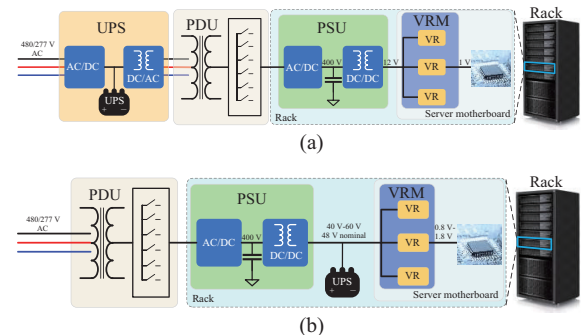 UPS
PDU
PSU
VRM
Rack
480/277 V
AC
AC/DC
DC/AC
UPS
+ −
AC/DC
400 V
DC/DC
12 V
VR
VR
VR
1 V
Rack
Server motherboard
(a)
PDU
PSU
VRM
Rack
480/277 V
AC
AC/DC
400 V
DC/DC
40 V-60 V
48 V nominal
UPS
+ −
VR
VR
VR
0.8 V-
1.8 V
Rack
Server motherboard
(b)